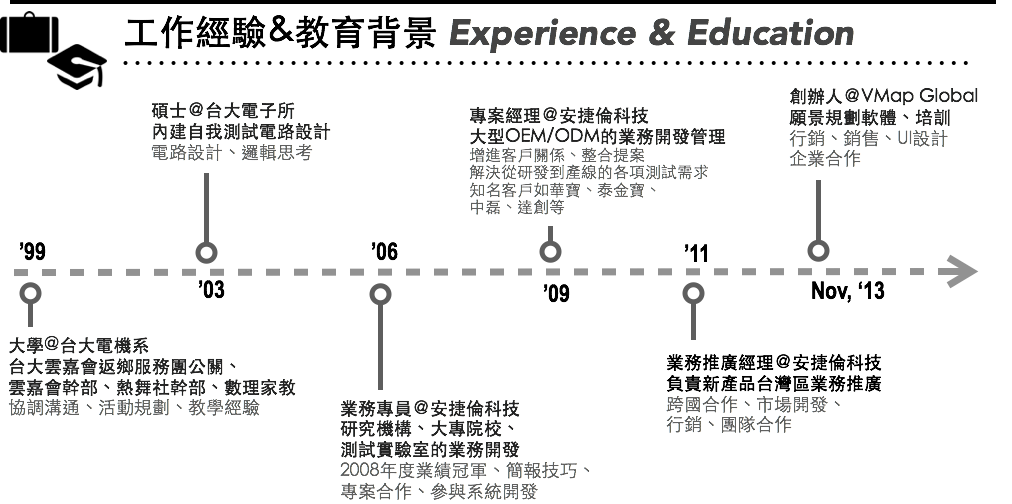 工作經驗&教育背景 Experience & Education
’99
大學@台大電機系
台大雲嘉會返鄉服務團公關、
雲嘉會幹部、熱舞社幹部、數理家教
協調溝通、活動規劃、教學經驗
碩士@台大電子所
內建自我測試電路設計
電路設計、邏輯思考
’03
’06
業務專員@安捷倫科技
研究機構、大專院校、
測試實驗室的業務開發
2008年度業績冠軍、簡報技巧、
專案合作、參與系統開發
專案經理@安捷倫科技
大型OEM/ODM的業務開發管理
增進客戶關係、整合提案
解決從研發到產線的各項測試需求
知名客戶如華寶、泰金寶、
中磊、達創等
’09
’11
業務推廣經理@安捷倫科技
負責新產品台灣區業務推廣
跨國合作、市場開發、
行銷、團隊合作
創辦人@VMap Global
願景規劃軟體、培訓
行銷、銷售、UI設計
企業合作
Nov, ‘13